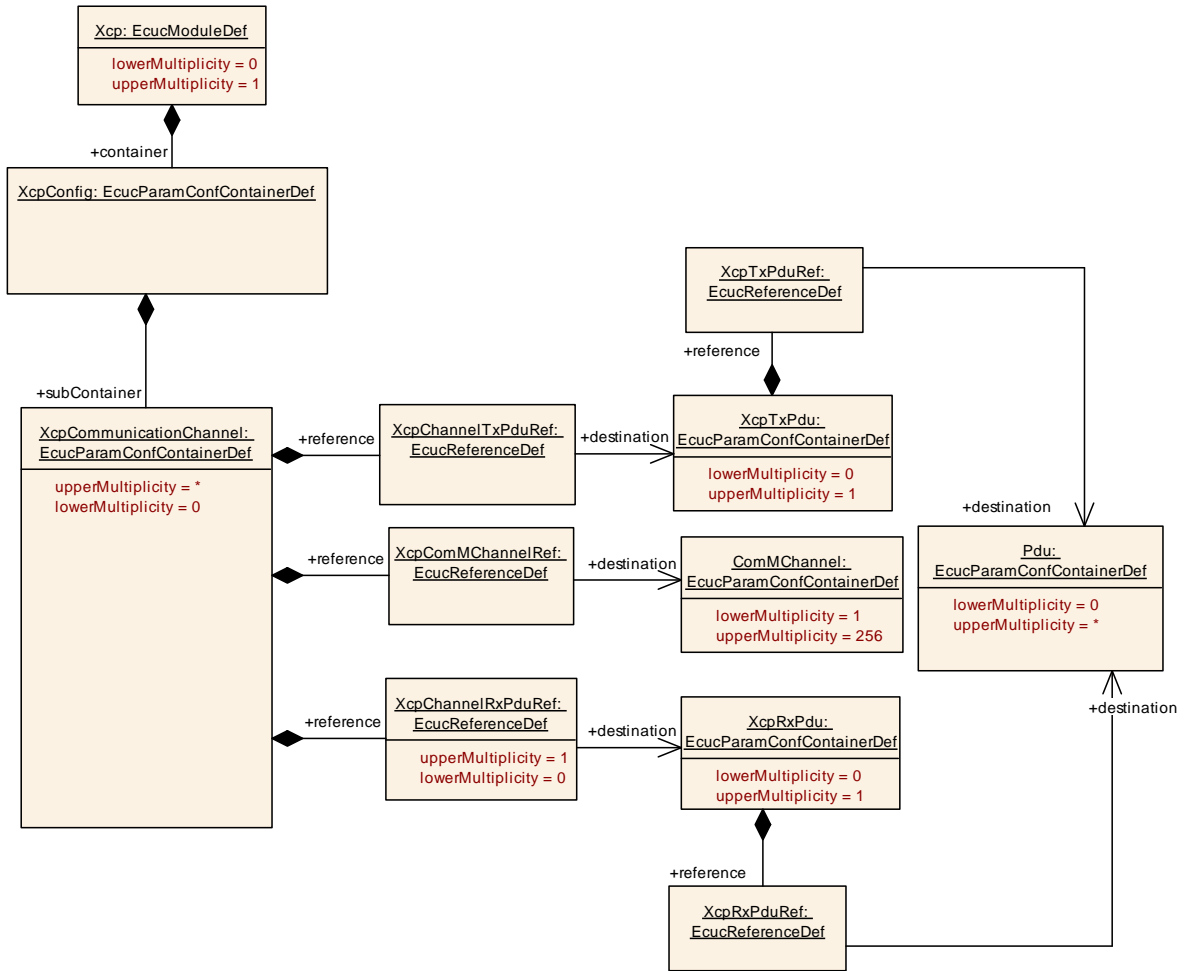 Xcp: EcucModuleDef
lowerMultiplicity = 0
upperMultiplicity = 1
+container
XcpConfig: EcucParamConfContainerDef
+subContainer
XcpCommunicationChannel:
EcucParamConfContainerDef
upperMultiplicity = *
lowerMultiplicity = 0
+reference
XcpChannelTxPduRef:
EcucReferenceDef
+destination
XcpTxPduRef:
EcucReferenceDef
+reference
XcpTxPdu:
EcucParamConfContainerDef
lowerMultiplicity = 0
upperMultiplicity = 1
+destination
Pdu:
EcucParamConfContainerDef
lowerMultiplicity = 0
upperMultiplicity = *
+reference
XcpComMChannelRef:
EcucReferenceDef
+destination
ComMChannel:
EcucParamConfContainerDef
lowerMultiplicity = 1
upperMultiplicity = 256
+reference
XcpChannelRxPduRef:
EcucReferenceDef
upperMultiplicity = 1
lowerMultiplicity = 0
+destination
XcpRxPdu:
EcucParamConfContainerDef
lowerMultiplicity = 0
upperMultiplicity = 1
+destination
+reference
XcpRxPduRef:
EcucReferenceDef